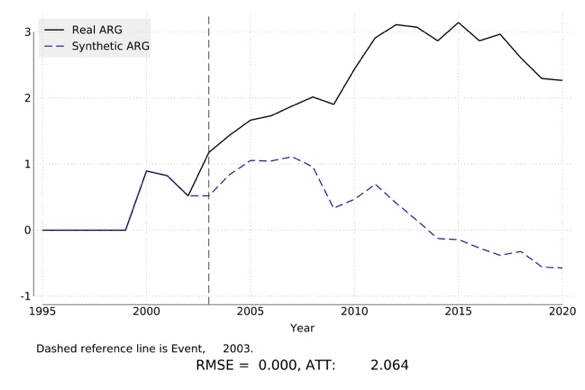 Real ARG
Synthetic ARG
3
2
1
0
-1
1995 2000 2005 2010 2015 2020
Year
Dashed reference line is Event, 2003.
RMSE = 0.000, ATT: 2.064